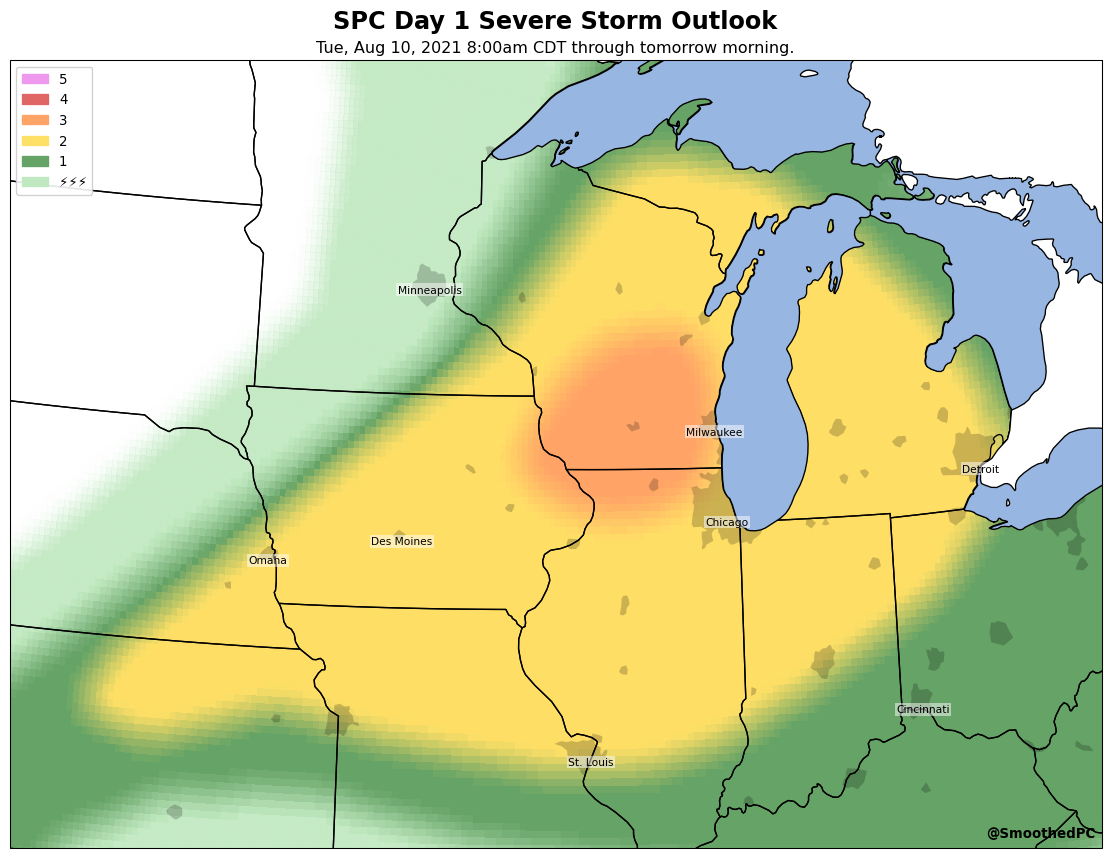 SPC Day 1 Severe Storm Outlook
Tue, Aug 10, 2021 8:00am CDT through tomorrow morning.
5
4
3
2
1
⚡⚡⚡
Minneapolis
Milwaukee
Detroit
Chicago
Des Moines
Omaha
Cincinnati
St. Louis
@SmoothedPC